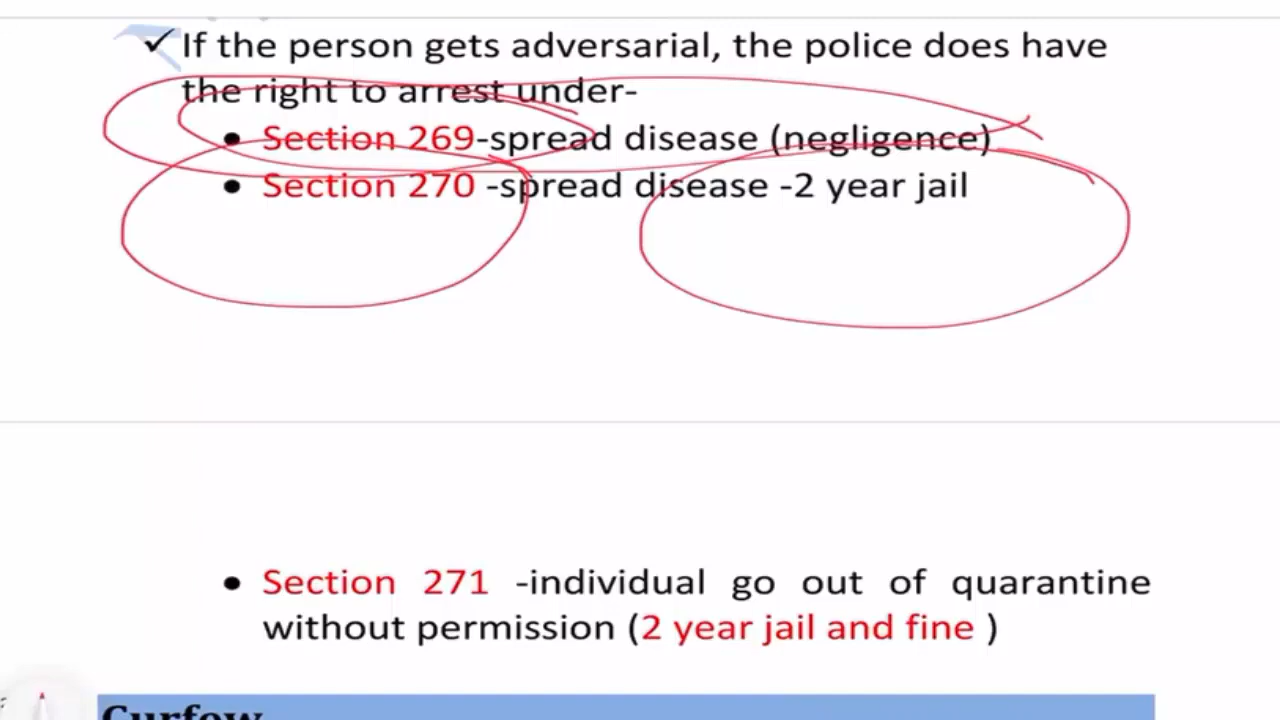 ✓ If the person gets adversarial, the police does have
the right to arrest under-
• Section 269-spread disease (negligence)
• Section 270 -spread disease -2 year jail
• Section 271 -individual go out of quarantine
without permission (2 year jail and fine )
Curfew